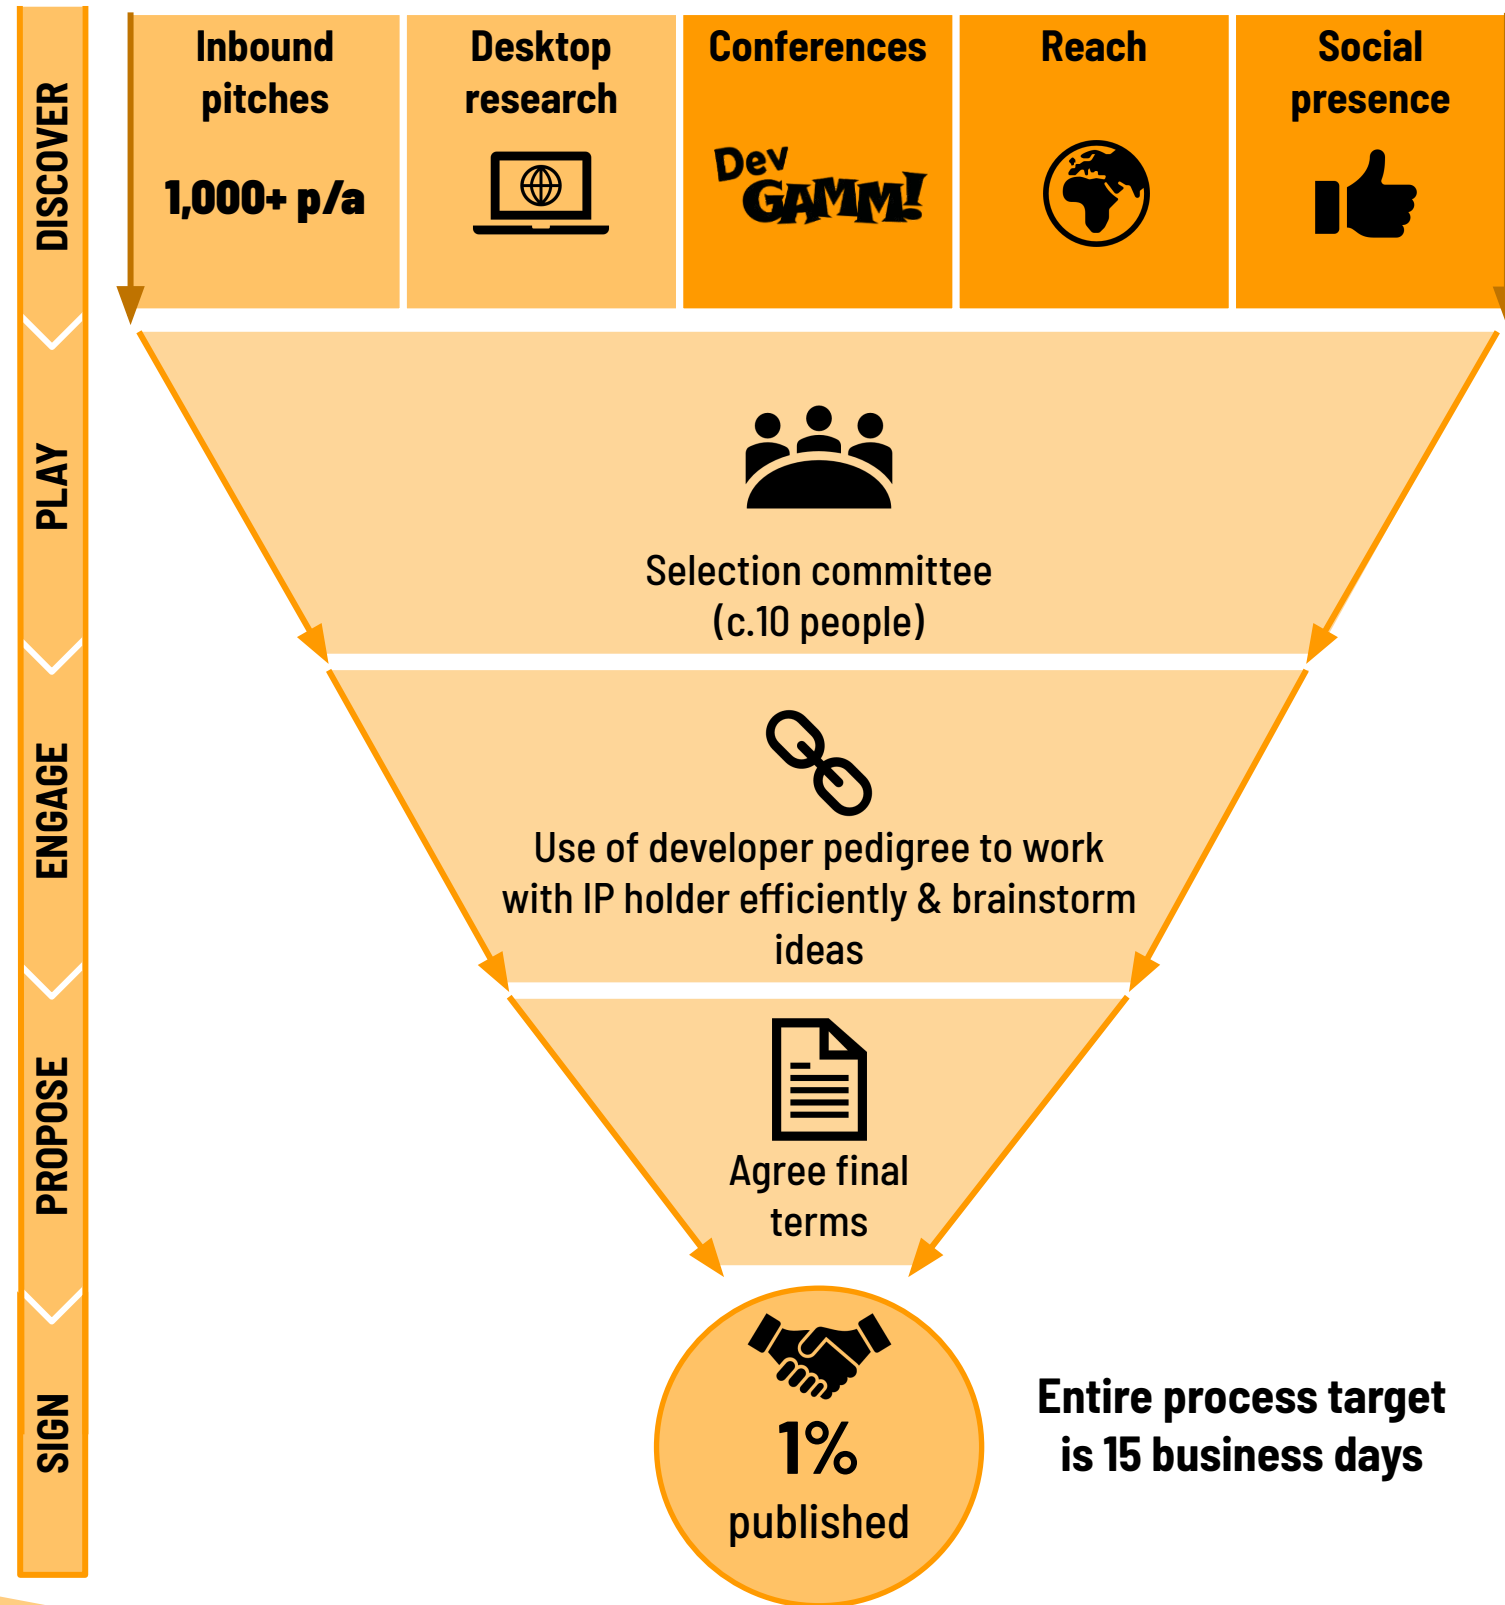 DISCOVER
Inbound
pitches
1,000+ p/a
Desktop
research
Conferences
Dev
GAMM!
Reach
Social
presence
PLAY
Selection committee
(c.10 people)
ENGAGE
Use of developer pedigree to work
with IP holder efficiently & brainstorm
ideas
PROPOSE
Agree final
terms
SIGN
1%
published
Entire process target
is 15 business days